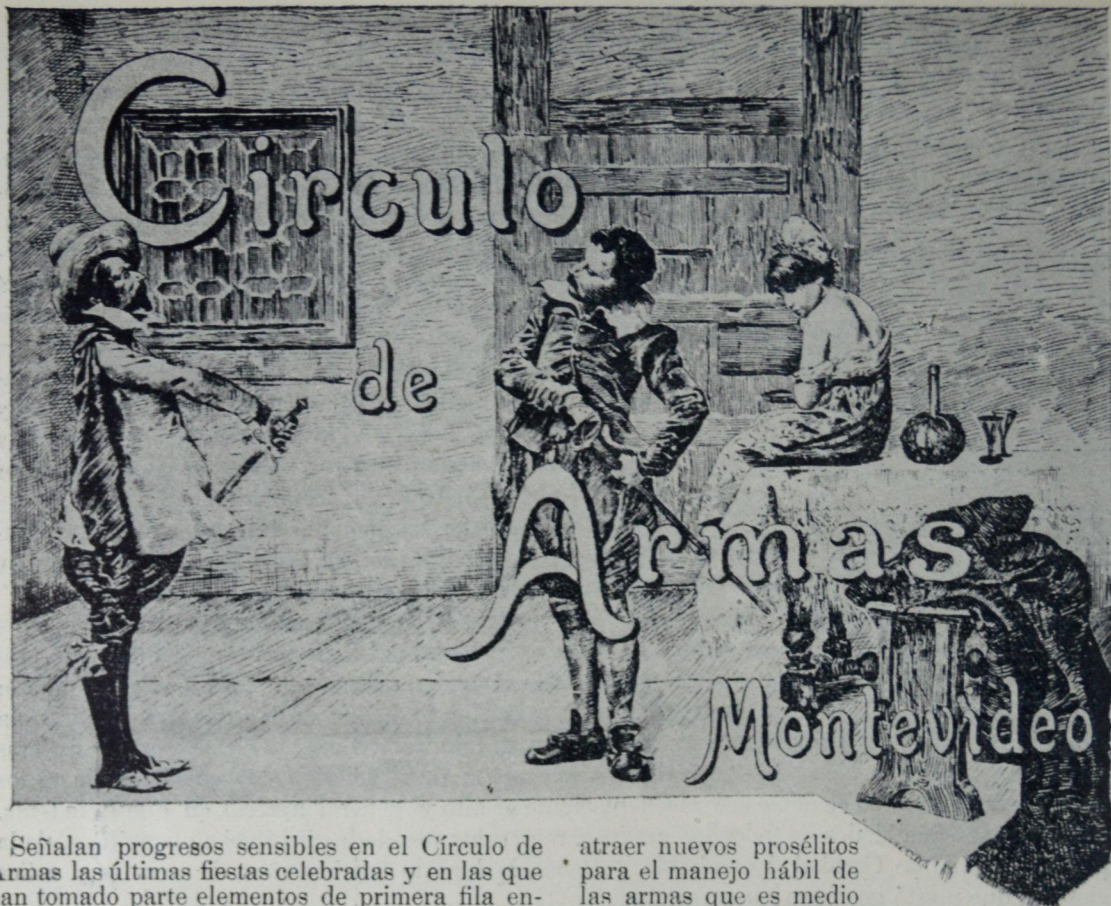 Circulo
de
Armas
Montevideo
Señalan progresos sensibles en el Círculo de
Armas las últimas fiestas celebradas y en las que
an tomado parte elementos de primera fila en-
atraer nuevos prosélitos
para el manejo hábil de
las armas que es medio